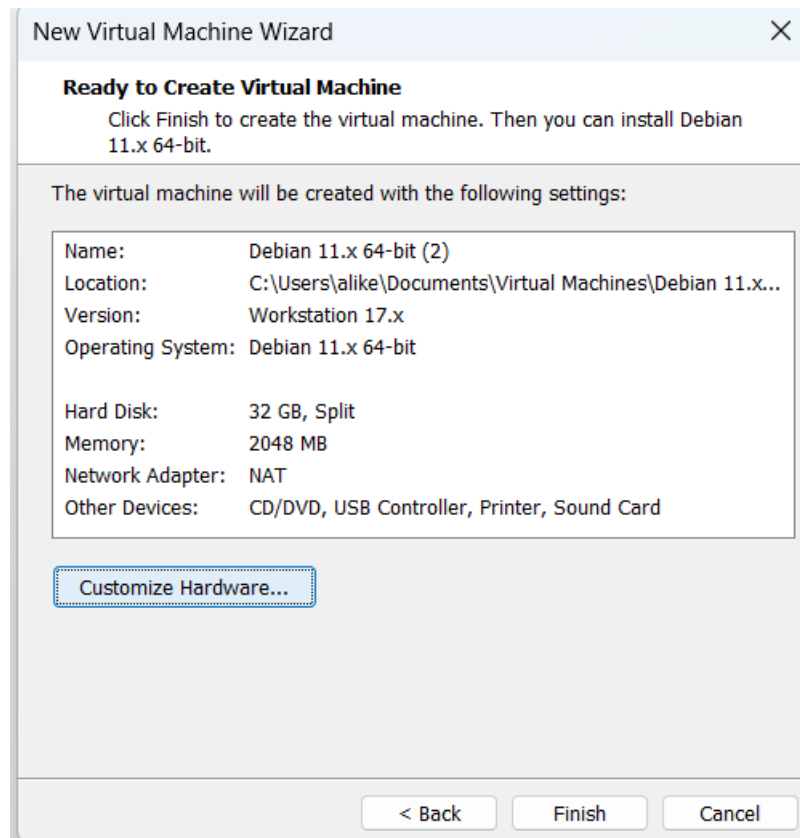 New Virtual Machine Wizard
Ready to Create Virtual Machine
Click Finish to create the virtual machine. Then you can install Debian
11.x 64-bit.
The virtual machine will be created with the following settings:
Name: Debian 11.x 64-bit (2)
Location: C:\Users\alike\Documents\Virtual Machines\Debian 11.x...
Version: Workstation 17.x
Operating System: Debian 11.x 64-bit
Hard Disk: 32 GB, Split
Memory: 2048 MB
Network Adapter: NAT
Other Devices: CD/DVD, USB Controller, Printer, Sound Card
Customize Hardware...
< Back Finish Cancel